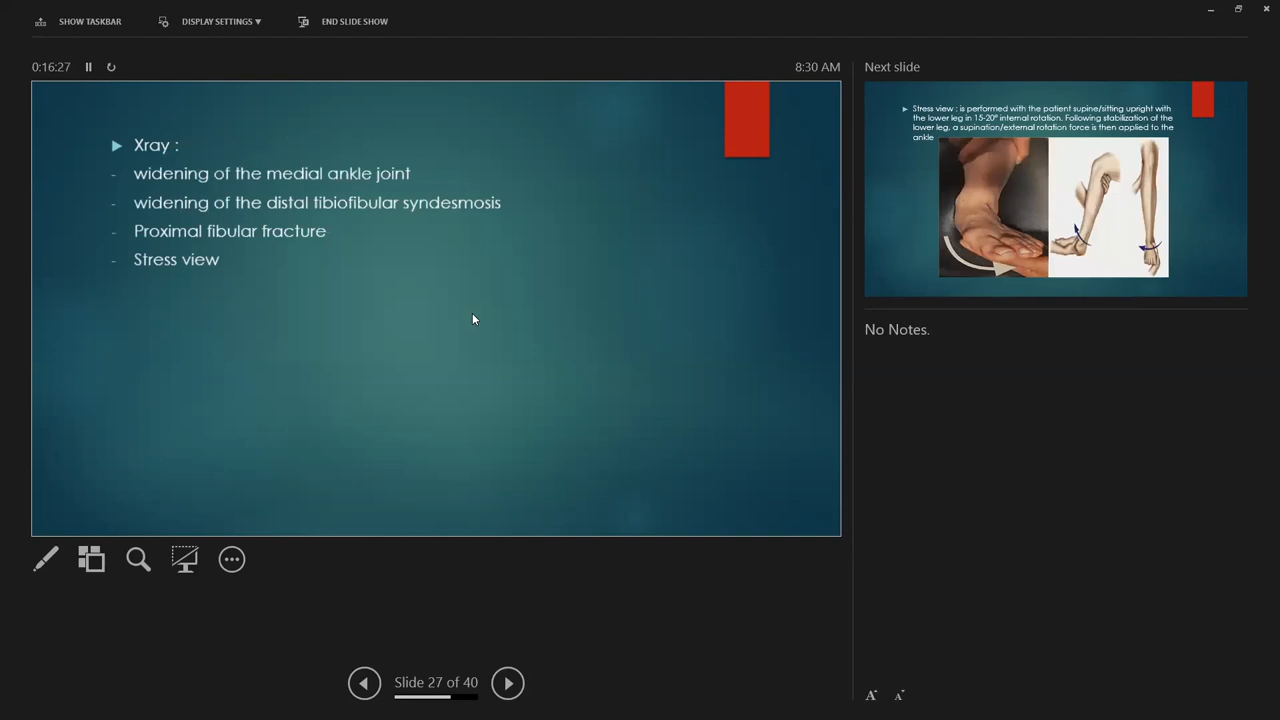 SHOW TASKBAR
DISPLAY SETTINGS ▼
END SLIDE SHOW
0:16:27
8:30 AM
Xray :
- widening of the medial ankle joint
- widening of the distal tibiofibular syndesmosis
- Proximal fibular fracture
- Stress view
Slide 27 of 40
Next slide
Stress view : is performed with the patient supine/sitting upright with
the lower leg in 15-20° internal rotation. Following stabilization of the
lower leg, a supination/external rotation force is then applied to the
ankle
No Notes.
A A